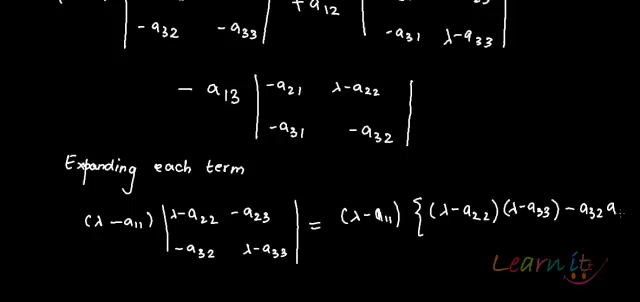 -a32 -a33 + a12 -a31 λ-a33
- a13 -a21 λ-a22
-a31 -a32
Expanding each term
(λ-a11) λ-a22 -a23 = (λ-a11) { (λ-a22)(λ-a33) - a32 a
-a32 λ-a33
Learnit